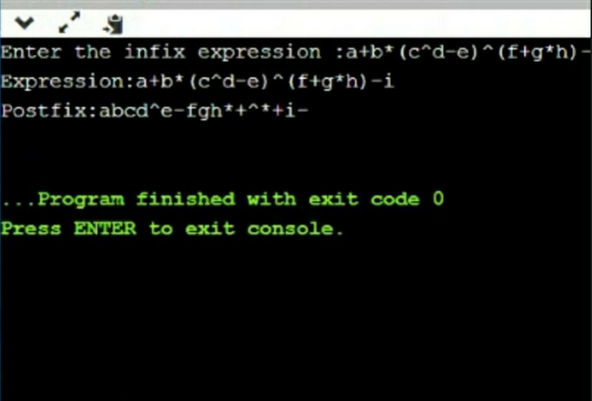 Enter the infix expression :a+b*(c^d-e)^(f+g*h)-
Expression:a+b*(c^d-e)^(f+g*h)-i
Postfix:abcd^e-fgh*+^*+i-
...Program finished with exit code 0
Press ENTER to exit console.